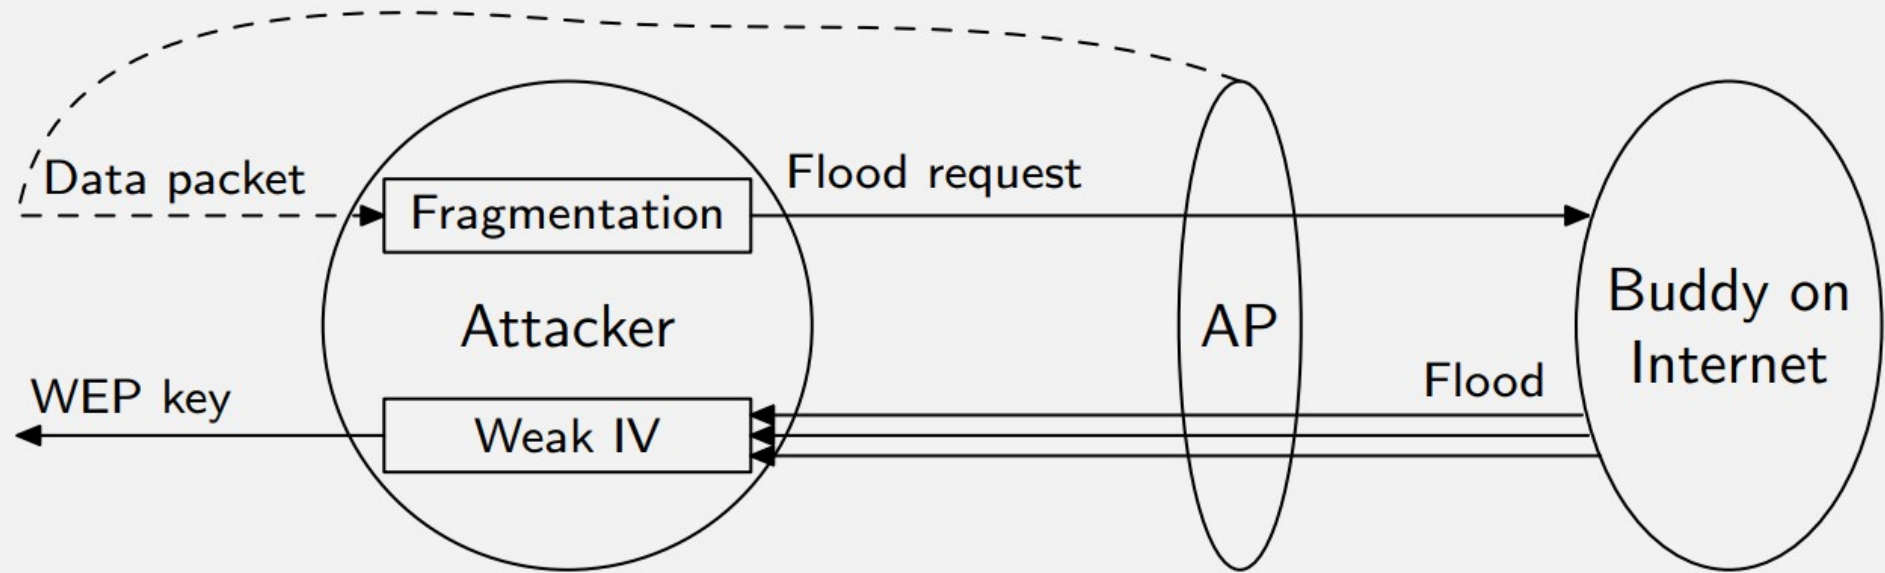 Data packet
Flood request
Fragmentation
Attacker
AP
Buddy on
Internet
WEP key
Flood
Weak IV